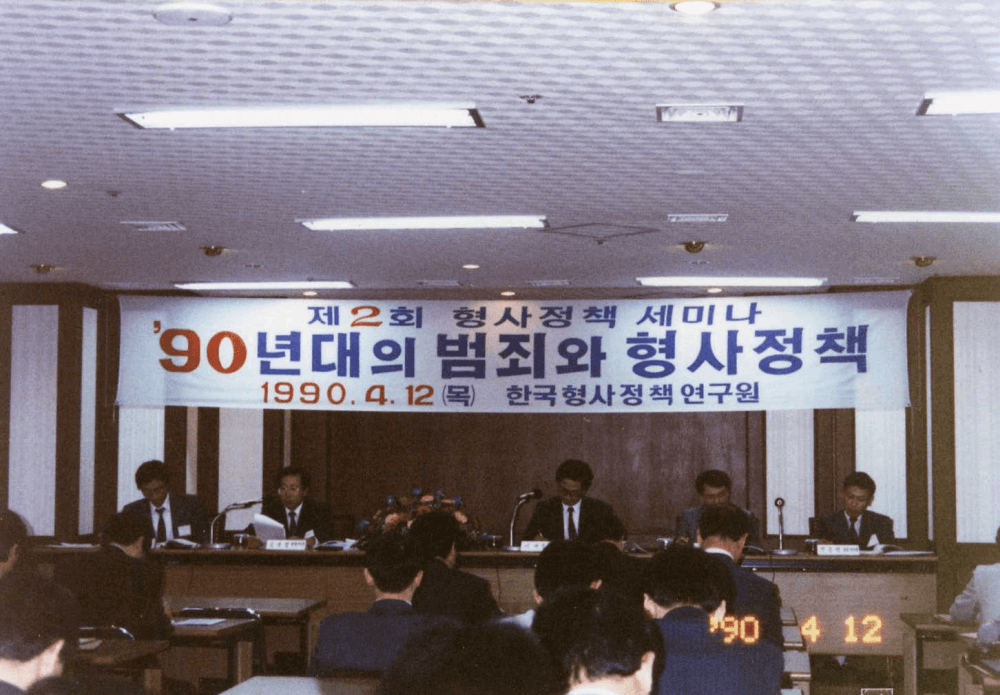 제2회 형사정책 세미나
'90년대의 범죄와 형사정책
1990. 4. 12 (목) 한국형사정책연구원
'90 4 12